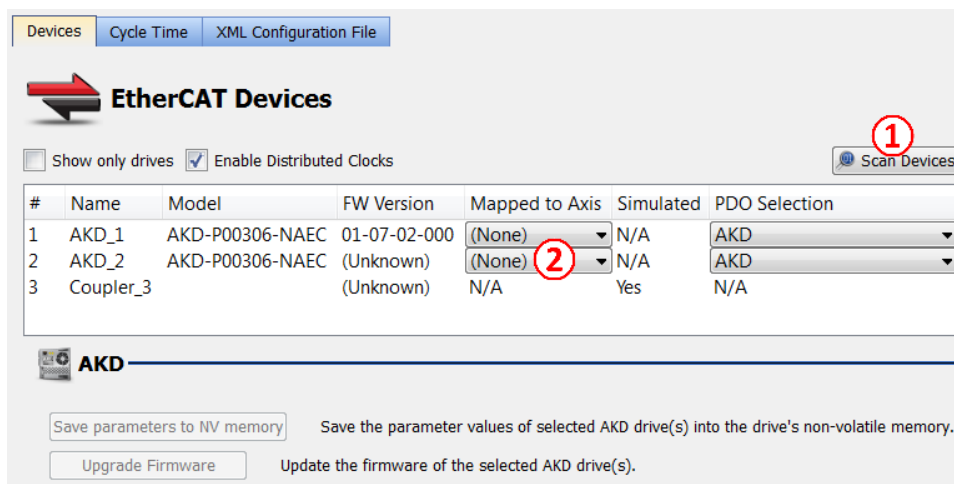 Devices Cycle Time XML Configuration File
EtherCAT Devices
1
Show only drives Enable Distributed Clocks Scan Devices
# Name Model FW Version Mapped to Axis Simulated PDO Selection
1 AKD_1 AKD-P00306-NAEC 01-07-02-000 (None) N/A AKD
2 AKD_2 AKD-P00306-NAEC (Unknown) (None) 2 N/A AKD
3 Coupler_3 (Unknown) N/A Yes N/A
AKD
Save parameters to NV memory Save the parameter values of selected AKD drive(s) into the drive's non-volatile memory.
Upgrade Firmware Update the firmware of the selected AKD drive(s).